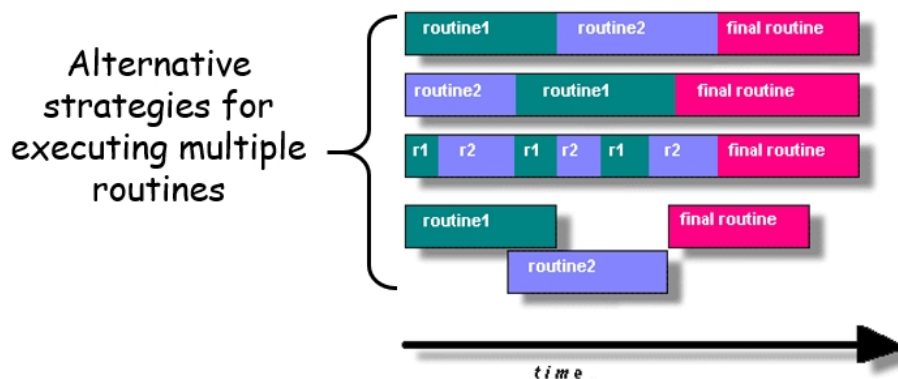 Alternative
strategies for
executing multiple
routines
routine1 routine2 final routine
routine2 routine1 final routine
r1 r2 r1 r2 r1 r2 final routine
routine1 final routine
routine2
time